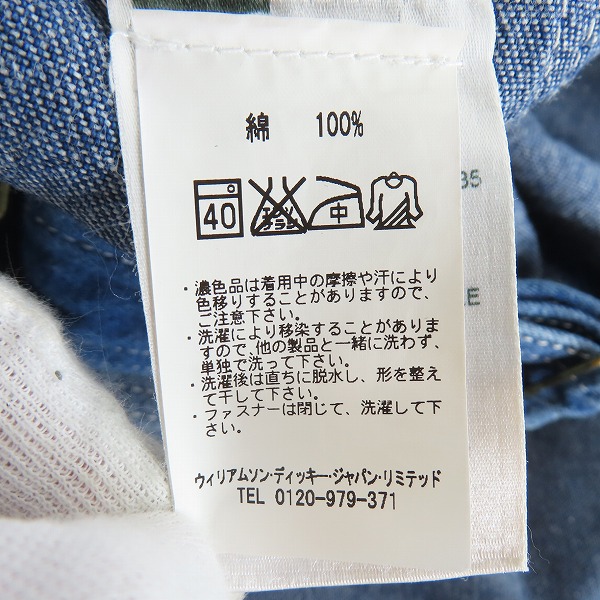 綿 100%
40 エンソ サラシ 中
・濃色品は着用中の摩擦や汗により
色移りすることがありますので、
ご注意下さい。
・洗濯により移染することがありま
すので、他の製品と一緒に洗わず、
単独で洗って下さい。
・洗濯後は直ちに脱水し、形を整え
て干して下さい。
・ファスナーは閉じて、洗濯して下
さい。
ウィリアムソン・ディッキー・ジャパン・リミテッド
TEL 0120-979-371